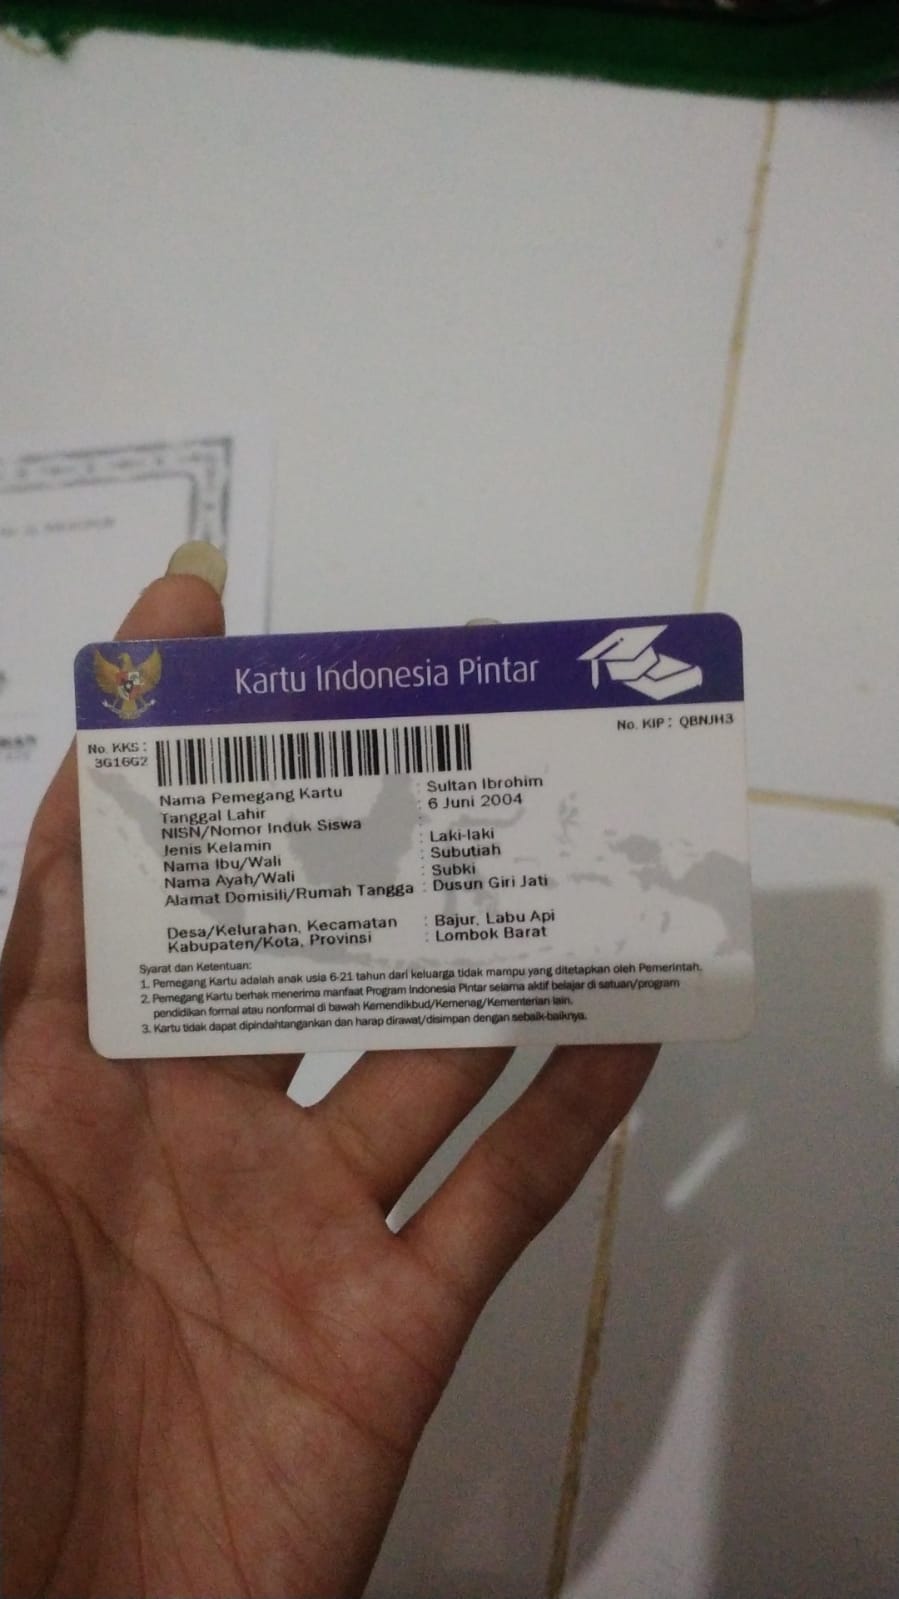 Kartu Indonesia Pintar
No. KKS :
3G16G2
No. KIP : QBNJH3
Nama Pemegang Kartu : Sultan Ibrohim
Tanggal Lahir : 6 Juni 2004
NISN/Nomor Induk Siswa :
Jenis Kelamin : Laki-laki
Nama Ibu/Wali : Subutiah
Nama Ayah/Wali : Subki
Alamat Domisili/Rumah Tangga : Dusun Giri Jati
Desa/Kelurahan, Kecamatan : Bajur, Labu Api
Kabupaten/Kota, Provinsi : Lombok Barat
Syarat dan Ketentuan:
1. Pemegang Kartu adalah anak usia 6-21 tahun dari keluarga tidak mampu yang ditetapkan oleh Pemerintah.
2. Pemegang Kartu berhak menerima manfaat Program Indonesia Pintar selama aktif belajar di satuan/program
pendidikan formal atau nonformal di bawah Kemendikbud/Kemenag/Kementerian lain.
3. Kartu tidak dapat dipindahtangankan dan harap dirawat/disimpan dengan sebaik-baiknya.